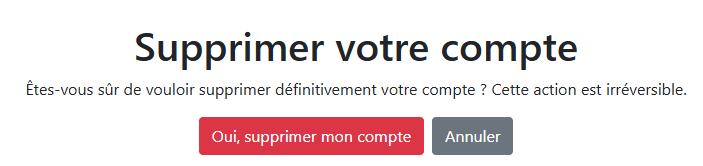 Supprimer votre compte
Êtes-vous sûr de vouloir supprimer définitivement votre compte ? Cette action est irréversible.
Oui, supprimer mon compte
Annuler